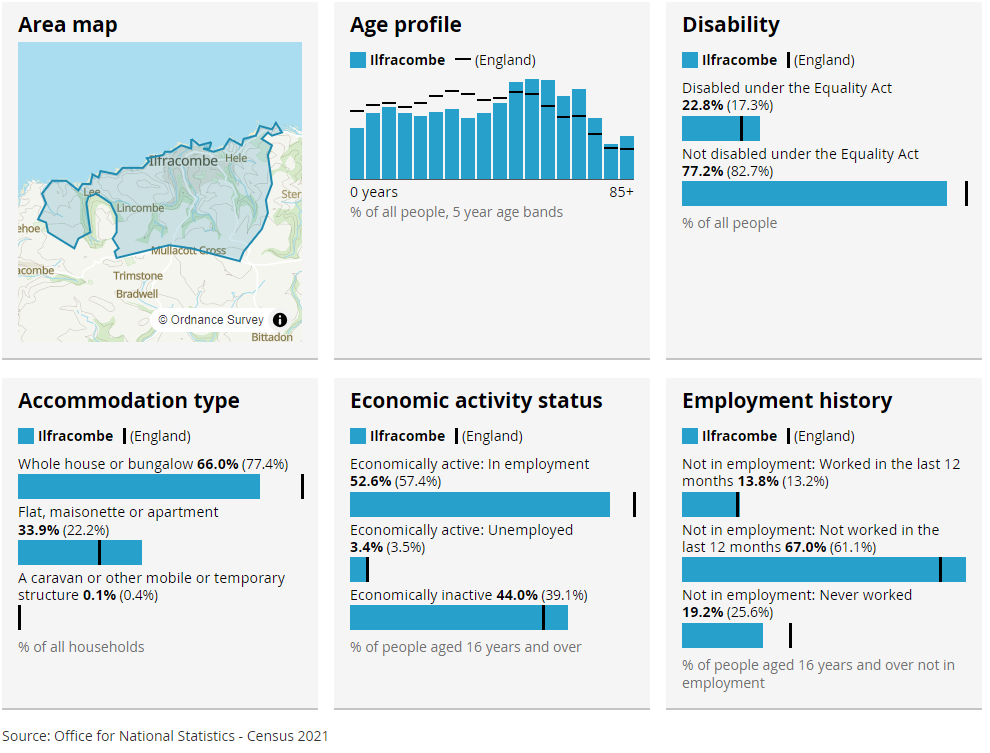 Area map
Ilfracombe
Hele
Lee
Lincombe
Ster
ehoe
Mullacott Cross
acombe
Trimstone
Bradwell
© Ordnance Survey
Bittadon
Age profile
Ilfracombe (England)
0 years 85+
% of all people, 5 year age bands
Disability
Ilfracombe (England)
Disabled under the Equality Act
22.8% (17.3%)
Not disabled under the Equality Act
77.2% (82.7%)
% of all people
Accommodation type
Ilfracombe (England)
Whole house or bungalow 66.0% (77.4%)
Flat, maisonette or apartment
33.9% (22.2%)
A caravan or other mobile or temporary
structure 0.1% (0.4%)
% of all households
Economic activity status
Ilfracombe (England)
Economically active: In employment
52.6% (57.4%)
Economically active: Unemployed
3.4% (3.5%)
Economically inactive 44.0% (39.1%)
% of people aged 16 years and over
Employment history
Ilfracombe (England)
Not in employment: Worked in the last 12
months 13.8% (13.2%)
Not in employment: Not worked in the
last 12 months 67.0% (61.1%)
Not in employment: Never worked
19.2% (25.6%)
% of people aged 16 years and over not in
employment
Source: Office for National Statistics - Census 2021